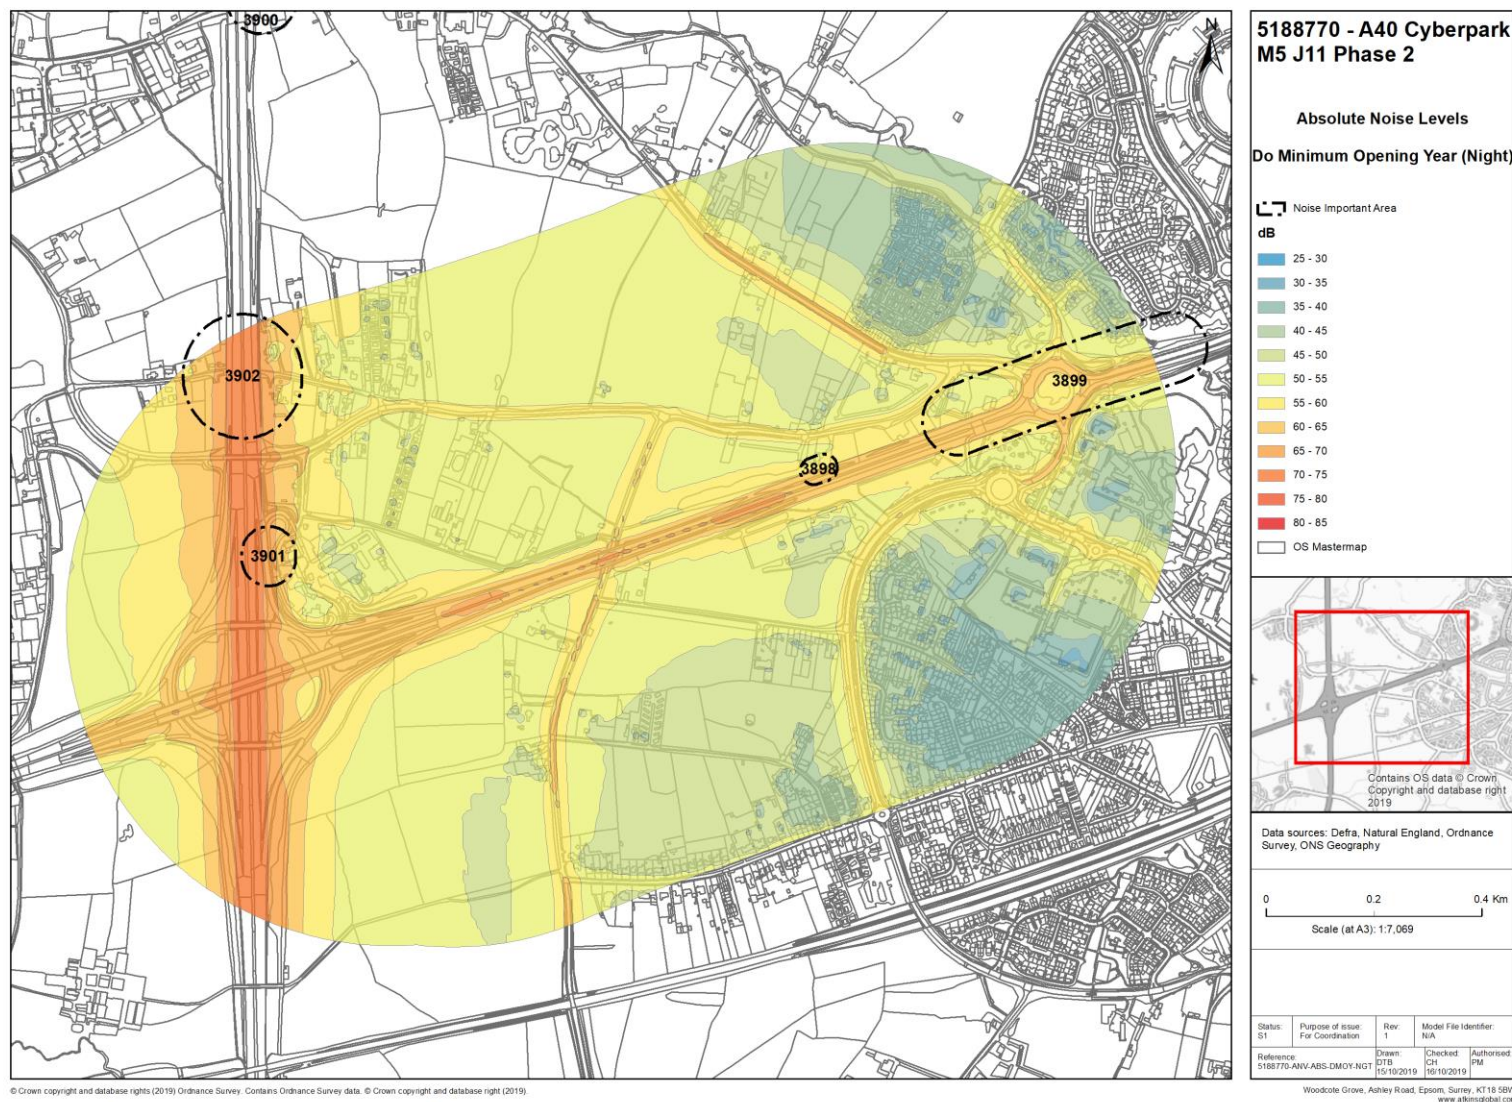 3900
3902
3901
3898
3899
N
5188770 - A40 Cyberpark
M5 J11 Phase 2
Absolute Noise Levels
Do Minimum Opening Year (Night)
Noise Important Area
dB
25 - 30
30 - 35
35 - 40
40 - 45
45 - 50
50 - 55
55 - 60
60 - 65
65 - 70
70 - 75
75 - 80
80 - 85
OS Mastermap
Contains OS data © Crown
Copyright and database right
2019
Data sources: Defra, Natural England, Ordnance
Survey, ONS Geography
0 0.2 0.4 Km
Scale (at A3): 1:7,069
Status: Purpose of issue: Rev: Model File Identifier:
S1 For Coordination 1 N/A
Reference: Drawn: Checked: Authorised:
5188770-ANV-ABS-DMOY-NGT DTB CH PM
15/10/2019 16/10/2019
© Crown copyright and database rights (2019) Ordnance Survey. Contains Ordnance Survey data. © Crown copyright and database right (2019).
Woodcote Grove, Ashley Road, Epsom, Surrey, KT18 5BW
www.atkinsglobal.com